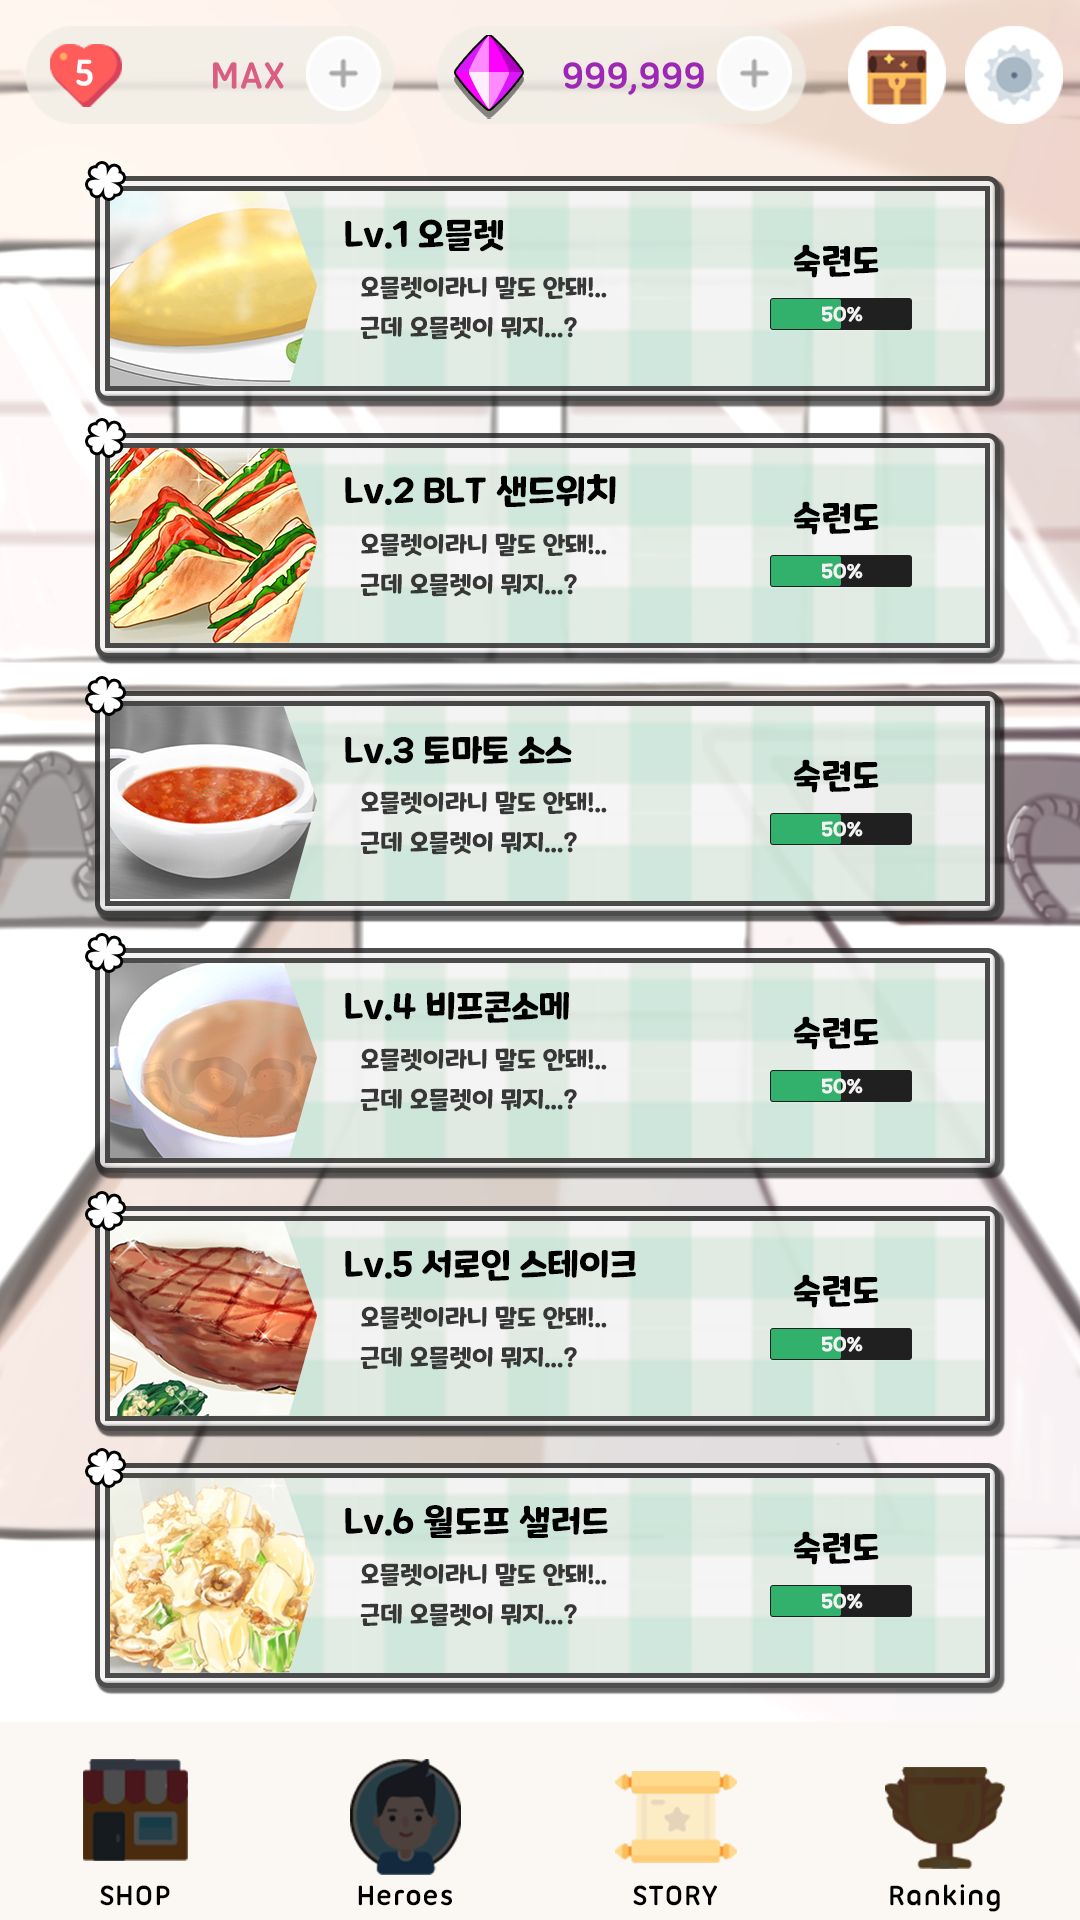 5 MAX + 999,999 +
Lv.1 오믈렛
오믈렛이라니 말도 안돼!..
근데 오믈렛이 뭐지...?
숙련도
50%
Lv.2 BLT 샌드위치
오믈렛이라니 말도 안돼!..
근데 오믈렛이 뭐지...?
숙련도
50%
Lv.3 토마토 소스
오믈렛이라니 말도 안돼!..
근데 오믈렛이 뭐지...?
숙련도
50%
Lv.4 비프콘소메
오믈렛이라니 말도 안돼!..
근데 오믈렛이 뭐지...?
숙련도
50%
Lv.5 서로인 스테이크
오믈렛이라니 말도 안돼!..
근데 오믈렛이 뭐지...?
숙련도
50%
Lv.6 월도프 샐러드
오믈렛이라니 말도 안돼!..
근데 오믈렛이 뭐지...?
숙련도
50%
SHOP
Heroes
STORY
Ranking